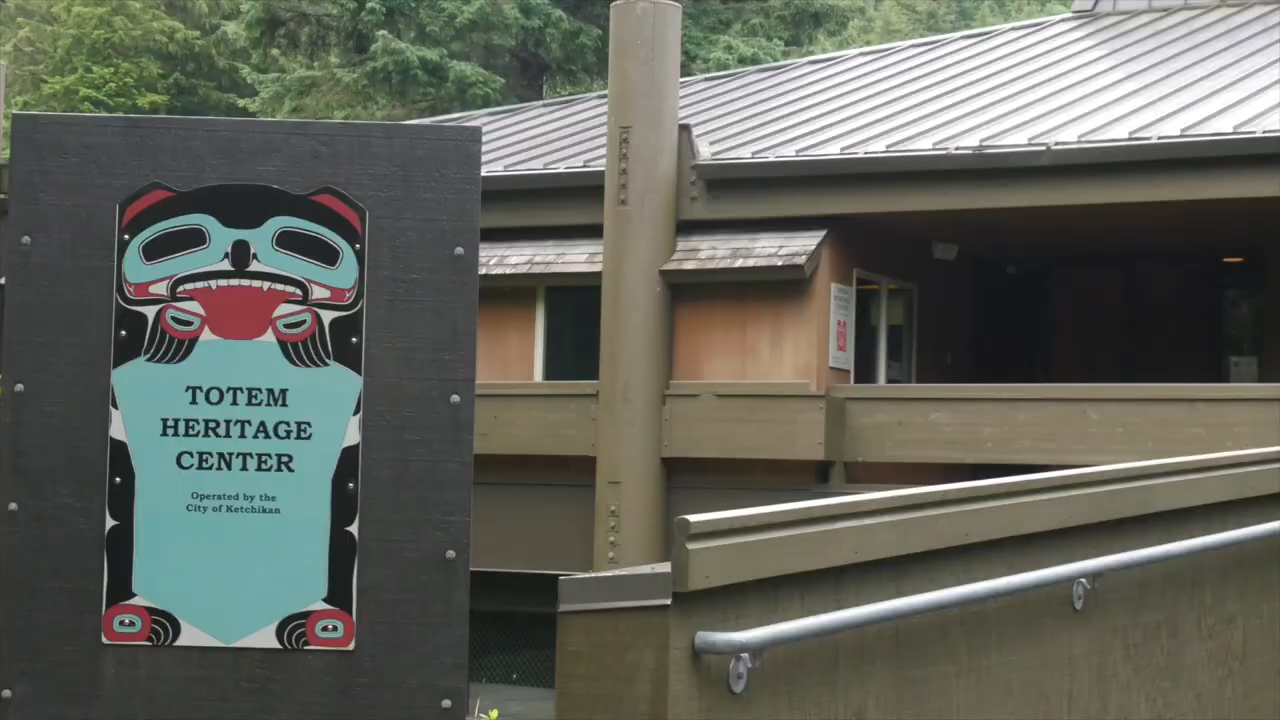 TOTEM
HERITAGE
CENTER
Operated by the
City of Ketchikan